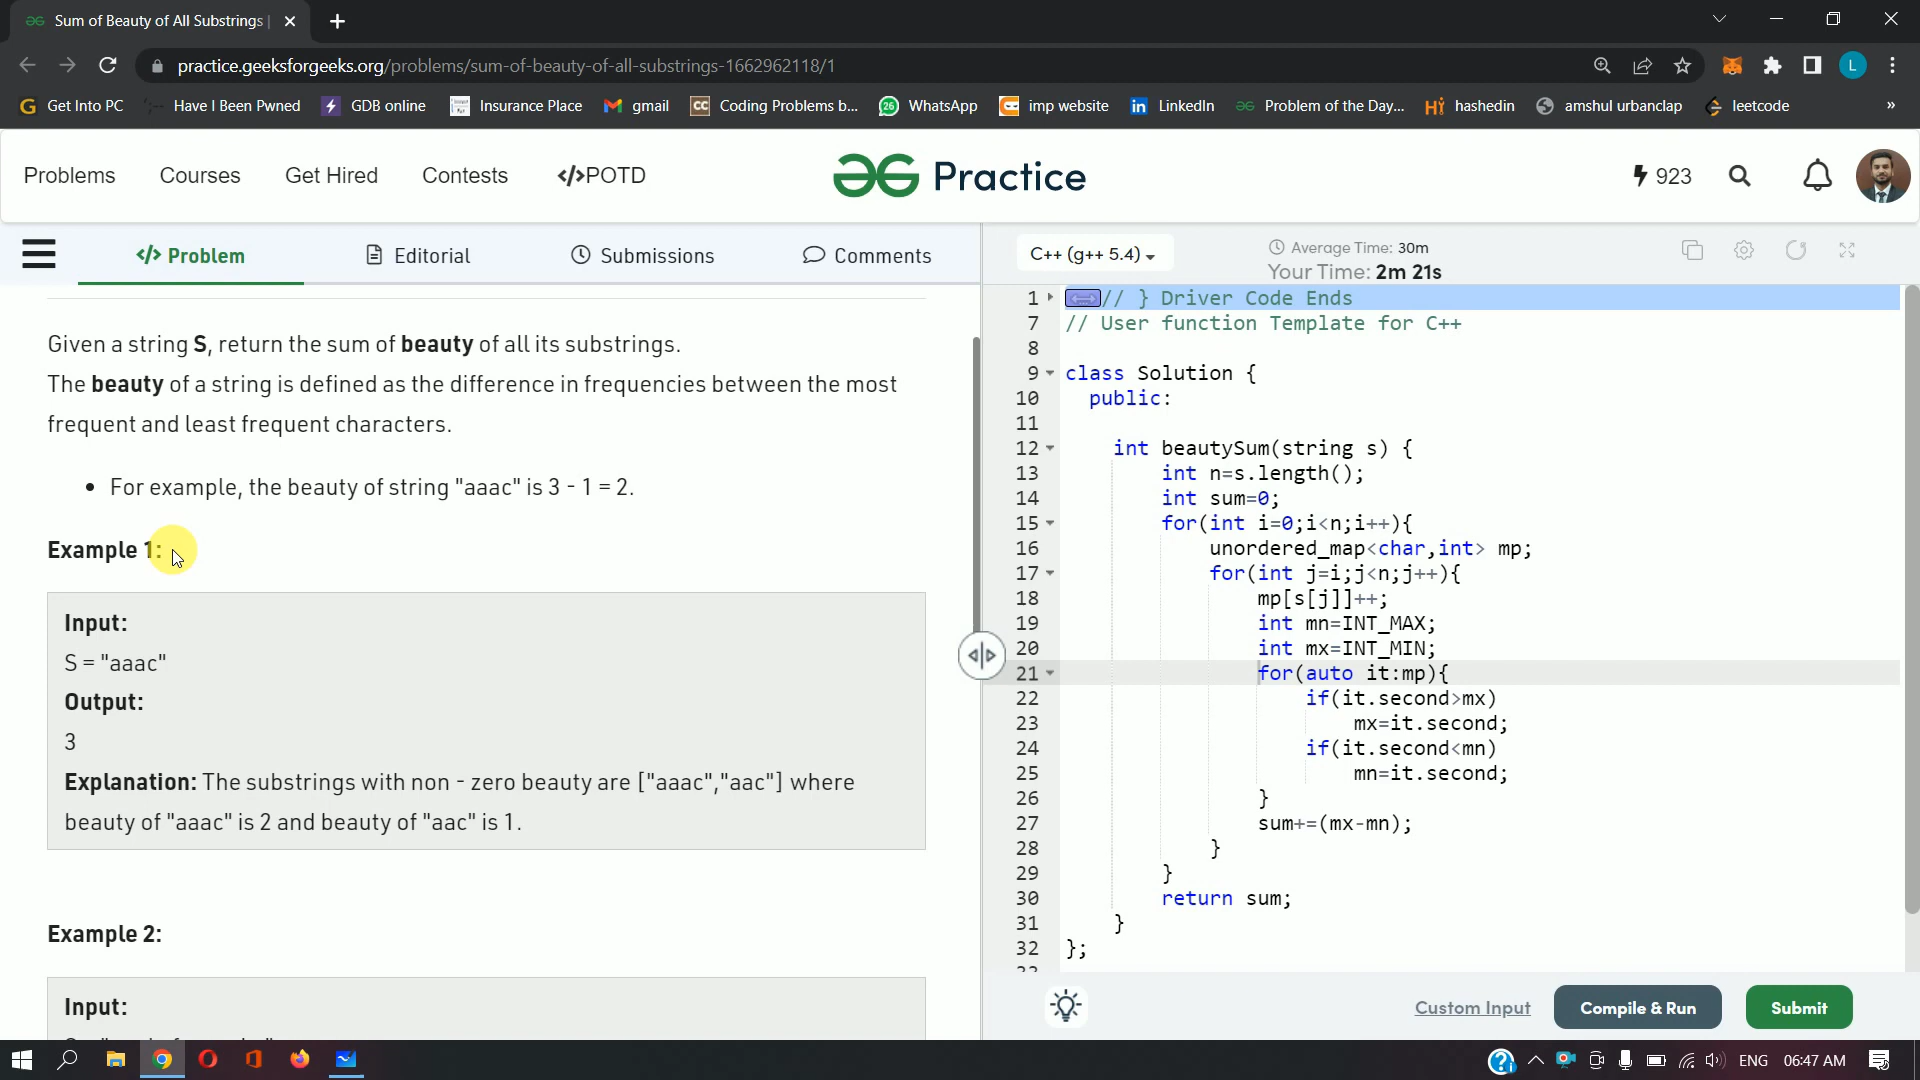 Sum of Beauty of All Substrings |
practice.geeksforgeeks.org/problems/sum-of-beauty-of-all-substrings-1662962118/1
L
Get Into PC Have I Been Pwned GDB online Insurance Place gmail Coding Problems b... WhatsApp imp website LinkedIn Problem of the Day... hashedin amshul urbanclap leetcode »
Problems Courses Get Hired Contests </>POTD Practice 923
</> Problem Editorial Submissions Comments
Given a string S, return the sum of beauty of all its substrings.
The beauty of a string is defined as the difference in frequencies between the most
frequent and least frequent characters.
• For example, the beauty of string "aaac" is 3 - 1 = 2.
Example 1:
Input:
S = "aaac"
Output:
3
Explanation: The substrings with non - zero beauty are ["aaac","aac"] where
beauty of "aaac" is 2 and beauty of "aac" is 1.
Example 2:
Input:
C++ (g++ 5.4)
Average Time: 30m
Your Time: 2m 21s
1 // } Driver Code Ends
7 // User function Template for C++
8
9 class Solution {
10 public:
11
12 int beautySum(string s) {
13 int n=s.length();
14 int sum=0;
15 for(int i=0;i<n;i++){
16 unordered_map<char,int> mp;
17 for(int j=i;j<n;j++){
18 mp[s[j]]++;
19 int mn=INT_MAX;
20 int mx=INT_MIN;
21 for(auto it:mp){
22 if(it.second>mx)
23 mx=it.second;
24 if(it.second<mn)
25 mn=it.second;
26 }
27 sum+=(mx-mn);
28 }
29 }
30 return sum;
31 }
32 };
Custom Input Compile & Run Submit
ENG 06:47 AM